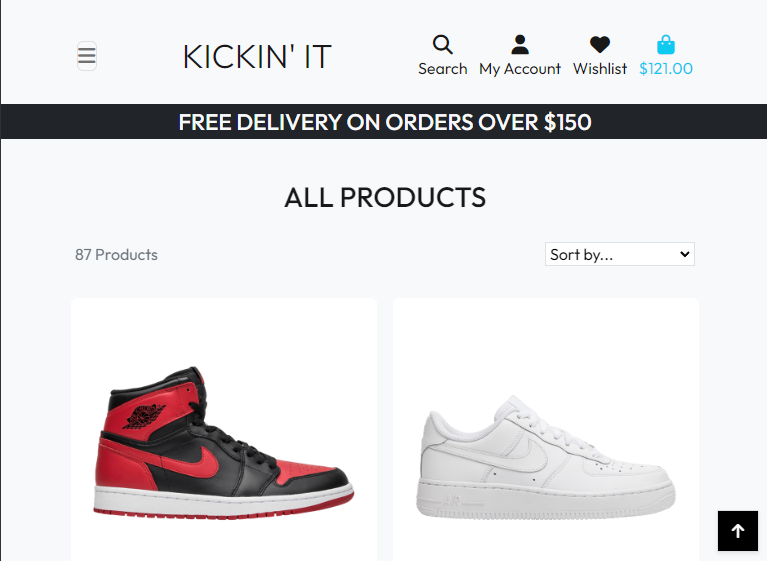 KICKIN' IT
Search My Account Wishlist $121.00
FREE DELIVERY ON ORDERS OVER $150
ALL PRODUCTS
87 Products
Sort by...
AIR